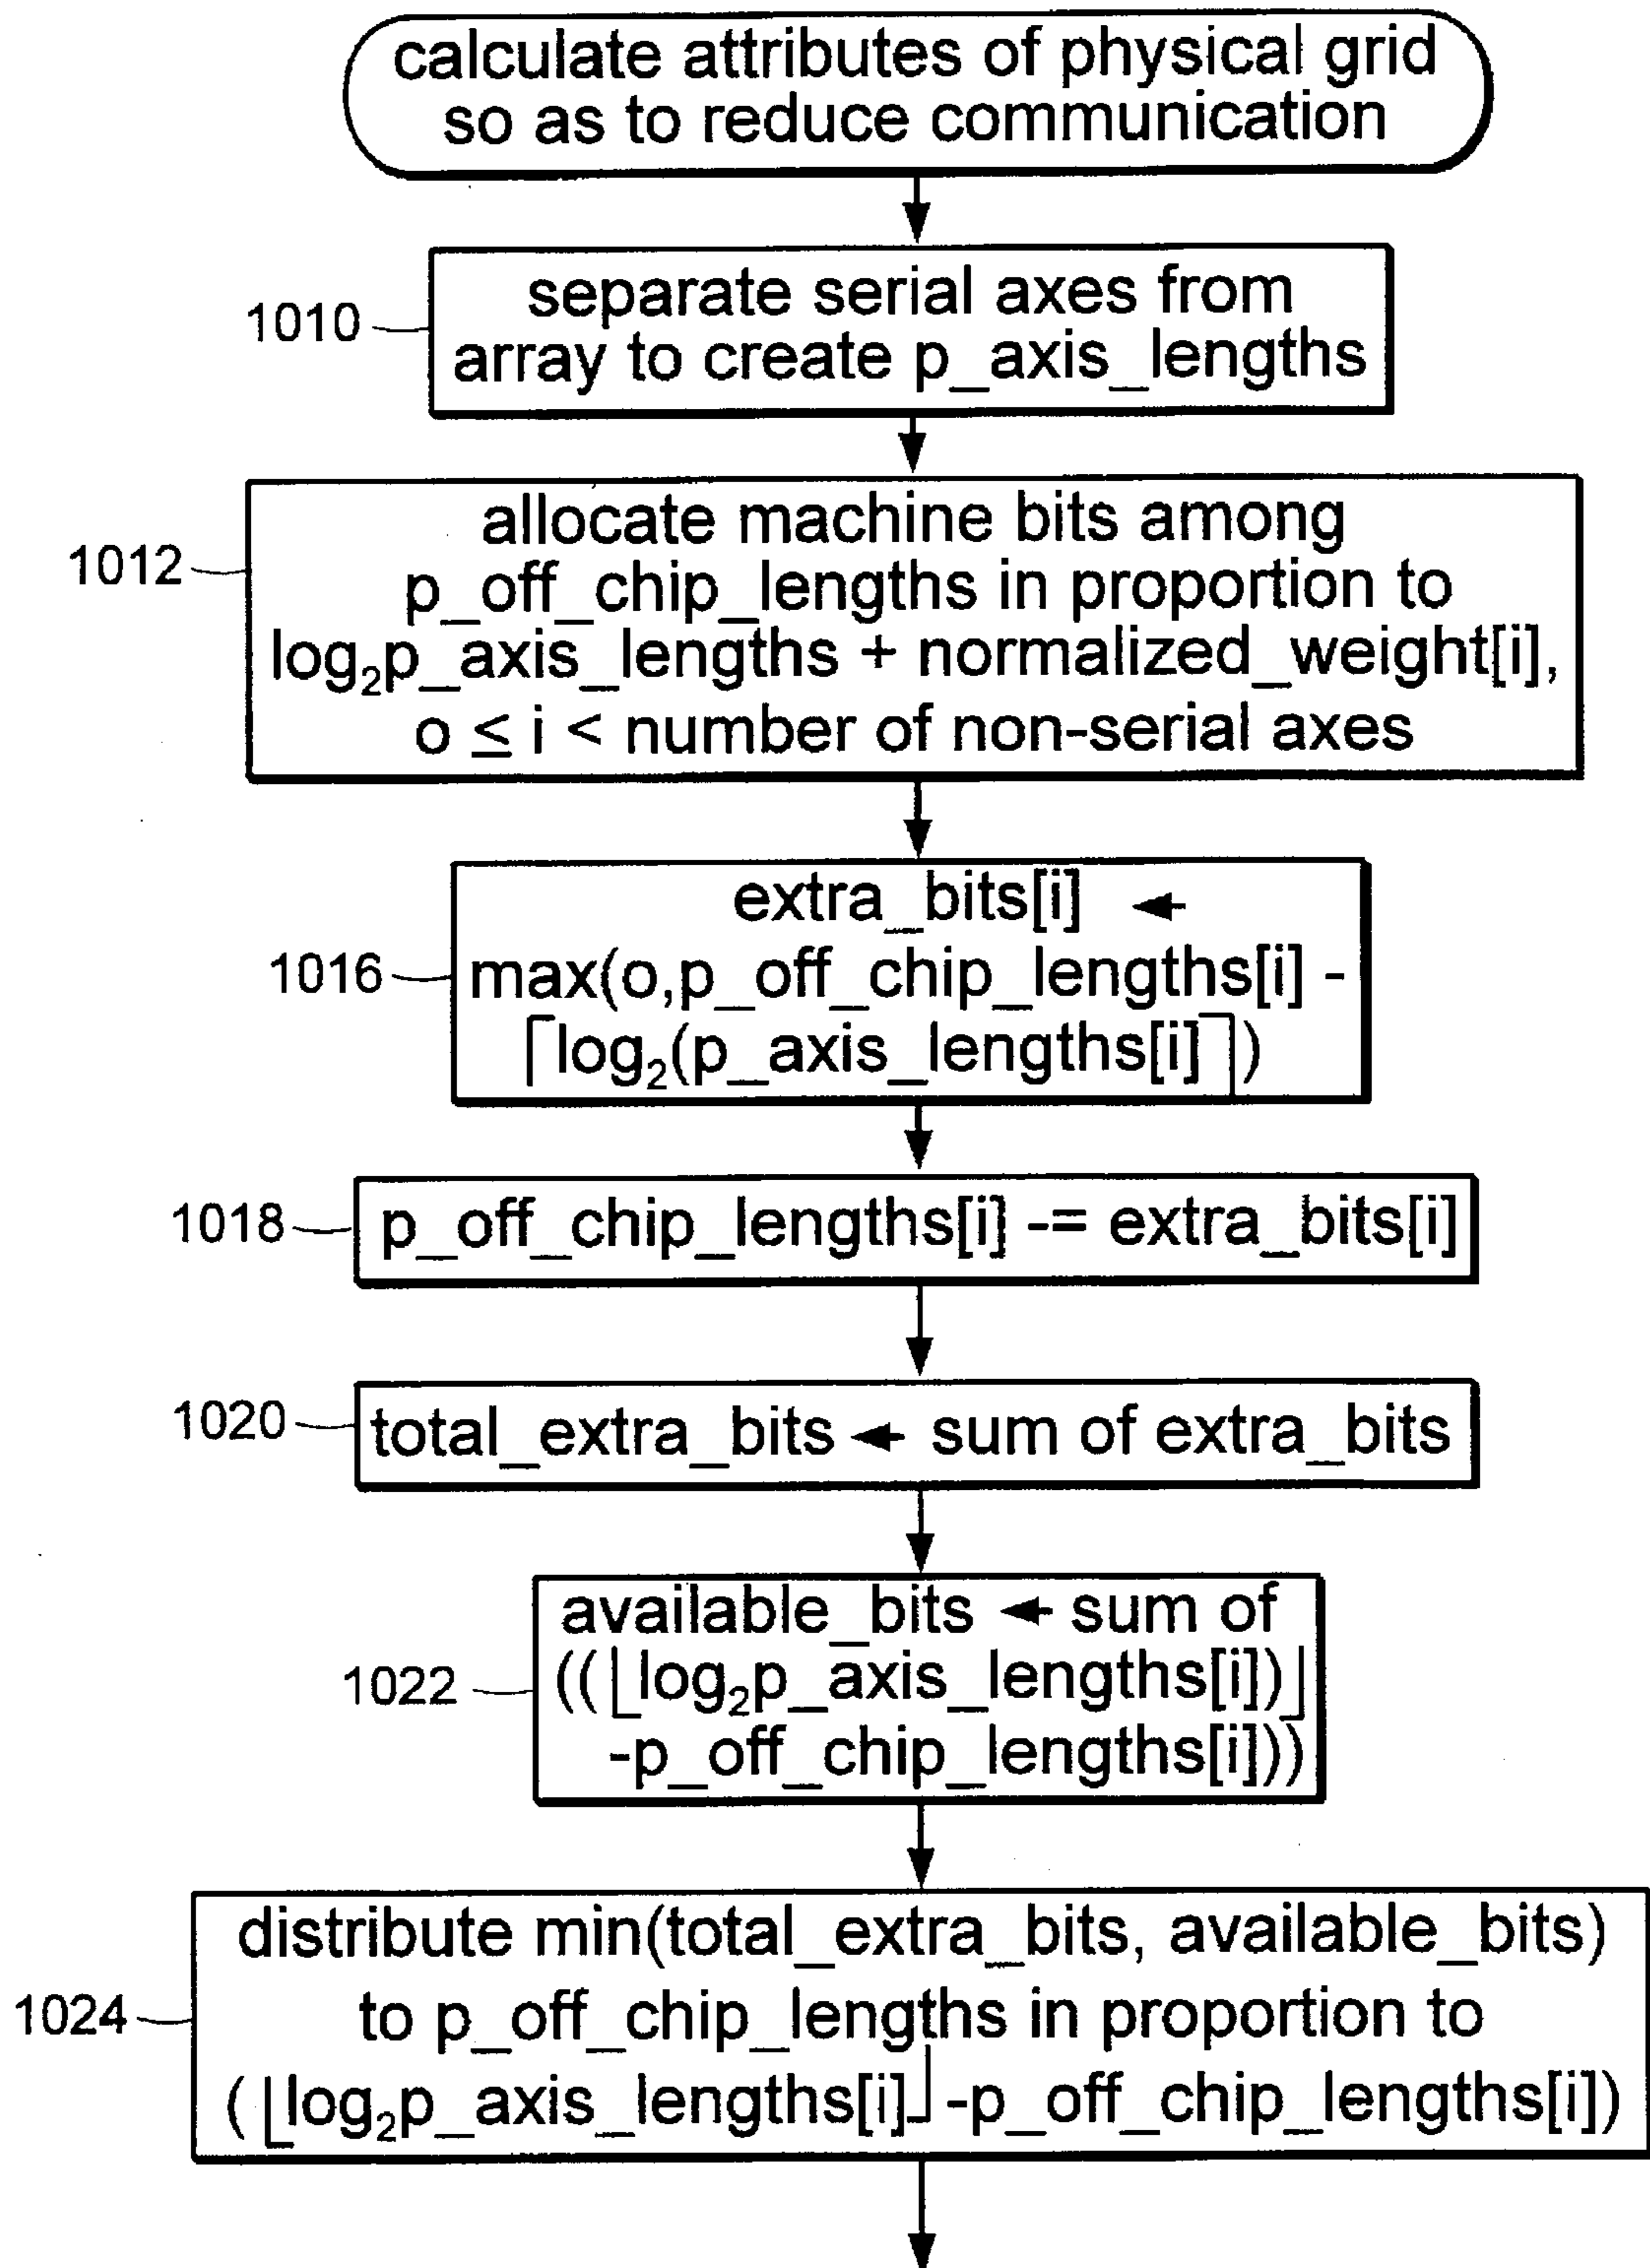 calculate attributes of physical grid
so as to reduce communication
1010
separate serial axes from
array to create p_axis_lengths
1012
allocate machine bits among
p_off_chip_lengths in proportion to
log₂p_axis_lengths + normalized_weight[i],
o ≤ i < number of non-serial axes
1016
extra_bits[i] ←
max(o,p_off_chip_lengths[i] -
⌈log₂(p_axis_lengths[i]⌉)
1018
p_off_chip_lengths[i] -= extra_bits[i]
1020
total_extra_bits ← sum of extra_bits
1022
available_bits ← sum of
((⌊log₂p_axis_lengths[i])⌋
-p_off_chip_lengths[i]))
1024
distribute min(total_extra_bits, available_bits)
to p_off_chip_lengths in proportion to
(⌊log₂p_axis_lengths[i]⌋-p_off_chip_lengths[i])